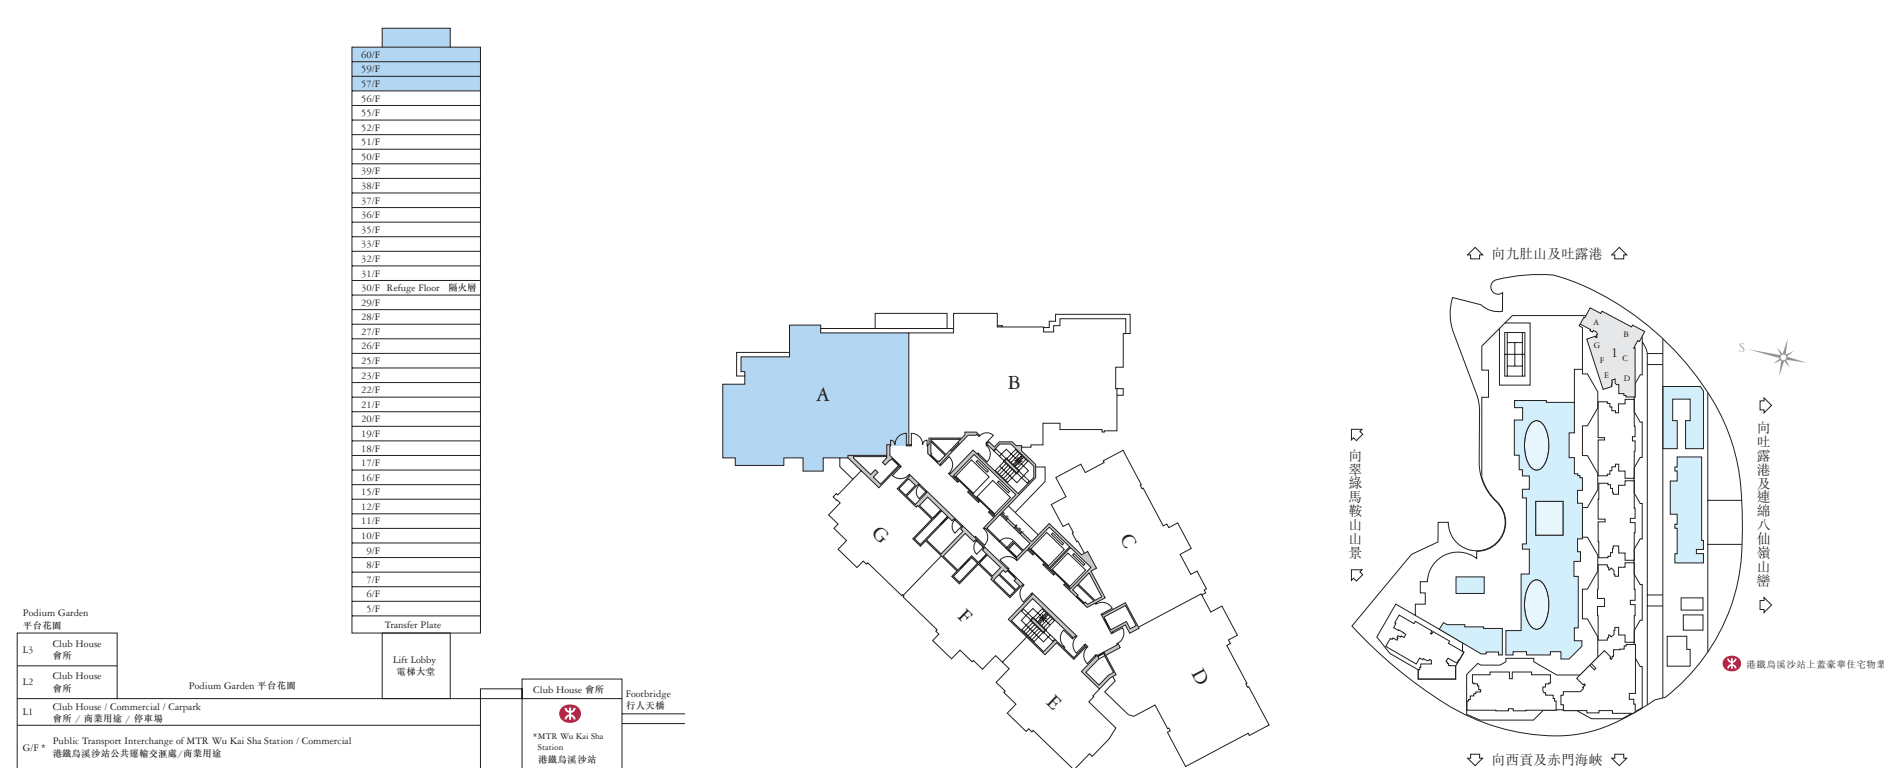 60/F
59/F
57/F
56/F
55/F
52/F
51/F
50/F
39/F
38/F
37/F
36/F
35/F
33/F
32/F
31/F
30/F Refuge Floor 隔火層
29/F
28/F
27/F
26/F
25/F
23/F
22/F
21/F
20/F
19/F
18/F
17/F
16/F
15/F
12/F
11/F
10/F
9/F
8/F
7/F
6/F
5/F
Transfer Plate
Podium Garden
平台花園
L3 Club House
會所
L2 Club House
會所
Podium Garden 平台花園
Lift Lobby
電梯大堂
L1 Club House / Commercial / Carpark
會所 / 商業用途 / 停車場
G/F * Public Transport Interchange of MTR Wu Kai Sha Station / Commercial
港鐵烏溪沙站公共運輸交滙處/商業用途
Club House 會所
*MTR Wu Kai Sha
Station
港鐵烏溪沙站
Footbridge
行人天橋
A
B
C
D
E
F
G
向九肚山及吐露港
A
B
G
1
F
C
E
D
S
向翠綠馬鞍山山景
向吐露港及連綿八仙嶺山巒
港鐵烏溪沙站上蓋豪華住宅物業
向西貢及赤門海峽